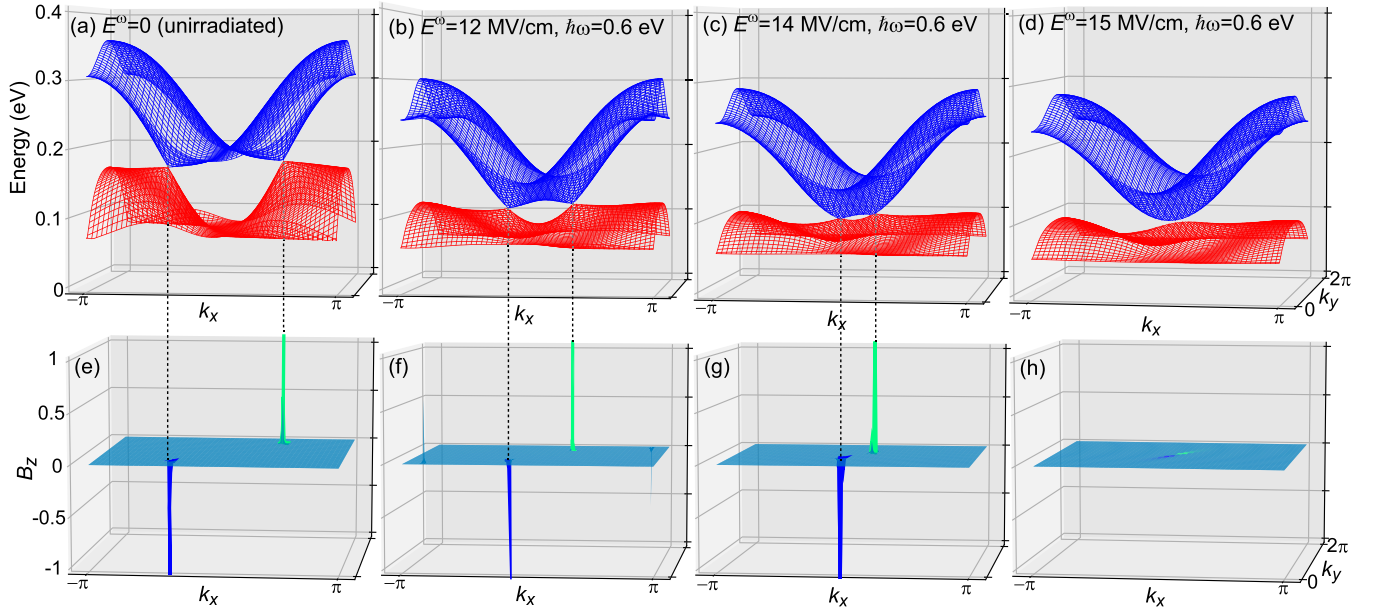 (a) E^ω=0 (unirradiated)
(b) E^ω=12 MV/cm, ℏω=0.6 eV
(c) E^ω=14 MV/cm, ℏω=0.6 eV
(d) E^ω=15 MV/cm, ℏω=0.6 eV
Energy (eV)
0.4
0.3
0.2
0.1
0
−π k_x π
−π k_x π
−π k_x π
−π k_x π 0 k_y 2π
(e)
(f)
(g)
(h)
B_z
1
0.5
0
-0.5
-1
−π k_x π
−π k_x π
−π k_x π
−π k_x π 0 k_y 2π